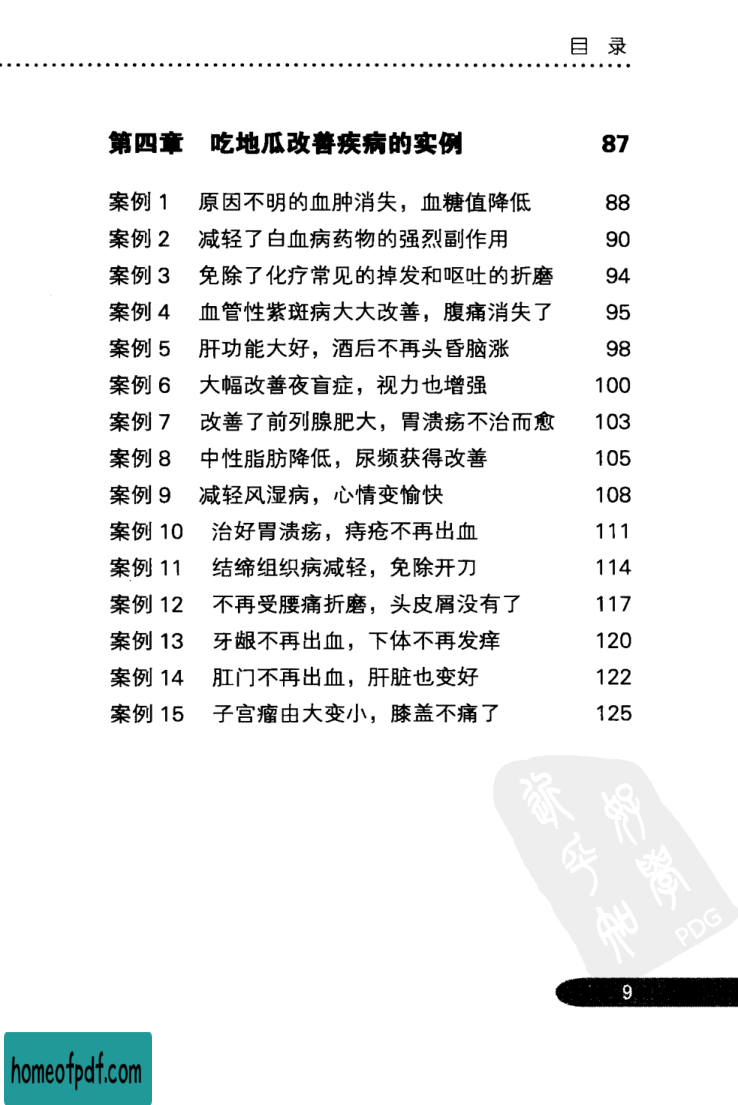 目 录
第四章 吃地瓜改善疾病的实例 87
案例 1 原因不明的血肿消失，血糖值降低 88
案例 2 减轻了白血病药物的强烈副作用 90
案例 3 免除了化疗常见的掉发和呕吐的折磨 94
案例 4 血管性紫斑病大大改善，腹痛消失了 95
案例 5 肝功能大好，酒后不再头昏脑涨 98
案例 6 大幅改善夜盲症，视力也增强 100
案例 7 改善了前列腺肥大，胃溃疡不治而愈 103
案例 8 中性脂肪降低，尿频获得改善 105
案例 9 减轻风湿病，心情变愉快 108
案例 10 治好胃溃疡，痔疮不再出血 111
案例 11 结缔组织病减轻，免除开刀 114
案例 12 不再受腰痛折磨，头皮屑没有了 117
案例 13 牙龈不再出血，下体不再发痒 120
案例 14 肛门不再出血，肝脏也变好 122
案例 15 子宫瘤由大变小，膝盖不痛了 125
PDG
9
homeofpdf.com